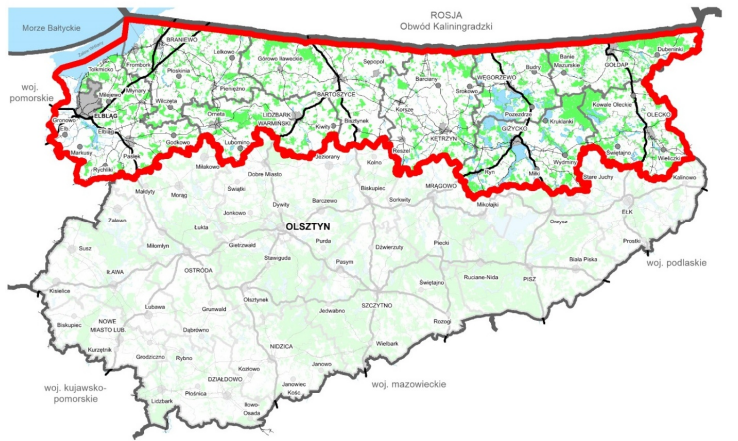 ROSJA
Obwód Kaliningradzki
Morze Bałtyckie
Zalew Wiślany
woj.
pomorskie
BRANIEWO
Frombork
Tolkmicko
Lelkowo
Płoskinia
Pieniężno
Młynary
Milejewo
Wilczęta
ELBLĄG
Gronowo
Elb.
Elbląg
Markusy
Pasłęk
Rychliki
Godkowo
Orneta
Lubomino
Górowo Iławeckie
LIDZBARK
WARMIŃSKI
Kiwity
BARTOSZYCE
Bisztynek
Sępopol
Barciany
Korsze
KĘTRZYN
Reszel
Srokowo
WĘGORZEWO
Budry
Banie
Mazurskie
Pozezdrze
Kruklanki
GIŻYCKO
Ryn
Miłki
Wydminy
GOŁDAP
Dubeninki
Kowale Oleckie
OLECKO
Świętajno
Wieliczki
Kalinowo
Stare Juchy
EŁK
Prostki
Małdyty
Morąg
Miłakowo
Świątki
Dobre Miasto
Jeziorany
Kolno
Biskupiec
MRĄGOWO
Mikołajki
Orzysz
Zalewo
Łukta
Jonkowo
Dywity
Barczewo
Sorkwity
OLSZTYN
Susz
Miłomłyn
Gietrzwałd
Purda
Dźwierzuty
Piecki
IŁAWA
OSTRÓDA
Stawiguda
Pasym
Świętajno
Ruciane-Nida
PISZ
Biała Piska
woj. podlaskie
Kisielice
Lubawa
Grunwald
Olsztynek
Jedwabno
SZCZYTNO
Rozogi
Biskupiec
NOWE
MIASTO LUB.
Dąbrówno
Kurzętnik
Grodziczno
Rybno
NIDZICA
Wielbark
Kozłowo
Janowo
DZIAŁDOWO
Lidzbark
Płośnica
Iłowo-
Osada
Janowiec
Kość.
woj. mazowieckie
woj. kujawsko-
pomorskie